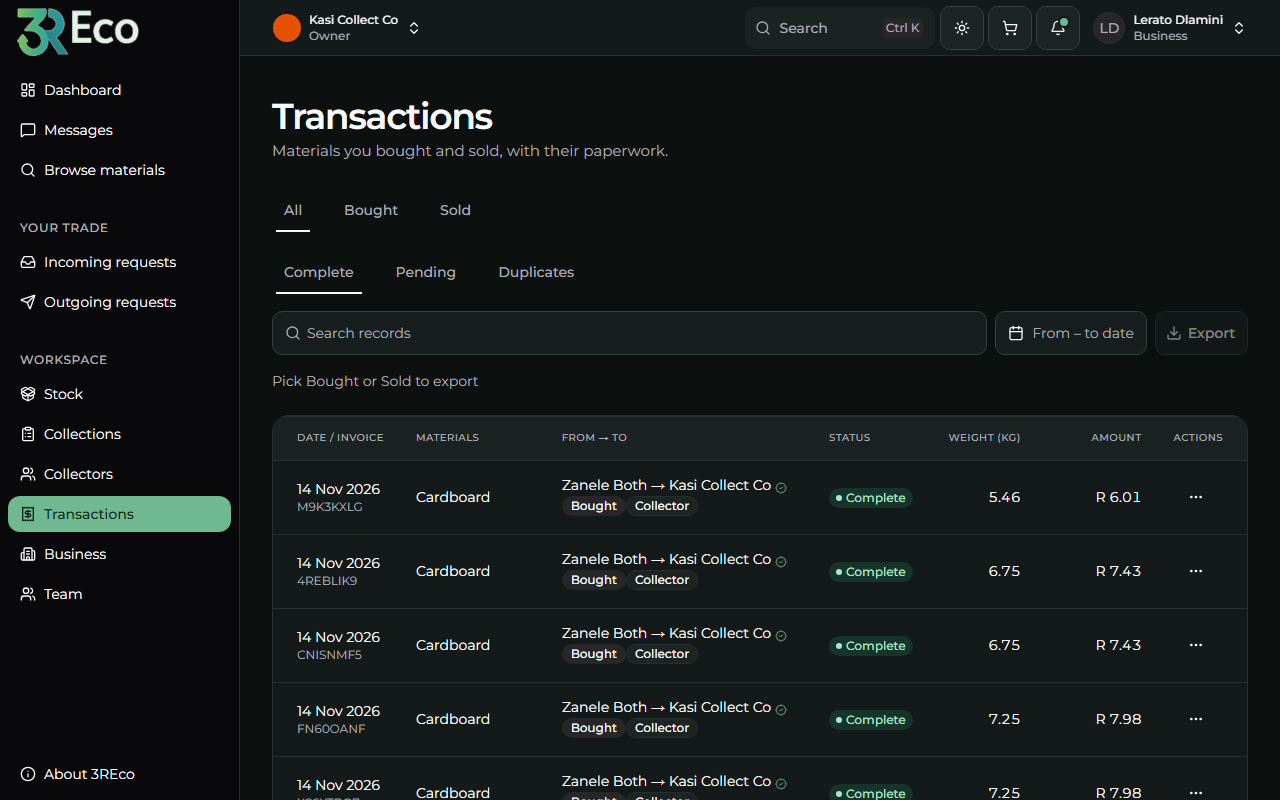 3REco
Kasi Collect Co
Owner
Search
Ctrl K
LD
Lerato Dlamini
Business
Dashboard
Messages
Browse materials
YOUR TRADE
Incoming requests
Outgoing requests
WORKSPACE
Stock
Collections
Collectors
Transactions
Business
Team
About 3REco
Transactions
Materials you bought and sold, with their paperwork.
All Bought Sold
Complete Pending Duplicates
Search records
From – to date
Export
Pick Bought or Sold to export
DATE / INVOICE MATERIALS FROM → TO STATUS WEIGHT (KG) AMOUNT ACTIONS
14 Nov 2026
M9K3KXLG
Cardboard
Zanele Both → Kasi Collect Co
Bought Collector
Complete
5.46
R 6.01
14 Nov 2026
4REBLIK9
Cardboard
Zanele Both → Kasi Collect Co
Bought Collector
Complete
6.75
R 7.43
14 Nov 2026
CNISNMF5
Cardboard
Zanele Both → Kasi Collect Co
Bought Collector
Complete
6.75
R 7.43
14 Nov 2026
FN60OANF
Cardboard
Zanele Both → Kasi Collect Co
Bought Collector
Complete
7.25
R 7.98
14 Nov 2026
Cardboard
Zanele Both → Kasi Collect Co
Bought Collector
Complete
7.25
R 7.98